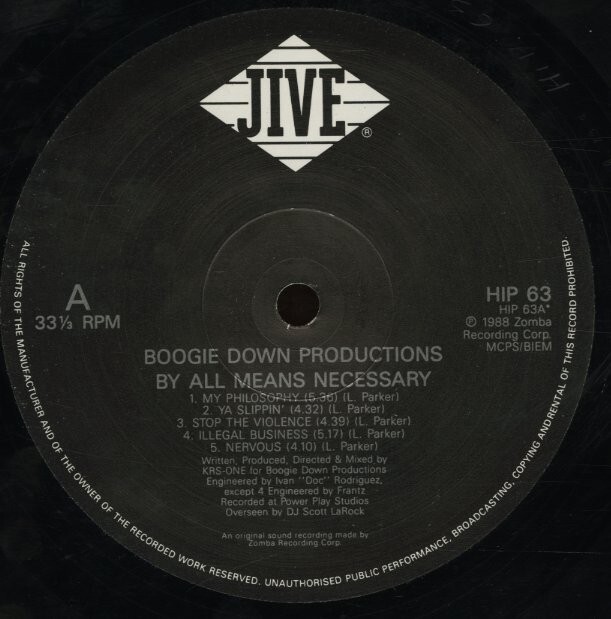 JIVE®
A
33⅓ RPM
HIP 63
HIP 63A*
℗ 1988 Zomba
Recording Corp.
MCPS/BIEM
BOOGIE DOWN PRODUCTIONS
BY ALL MEANS NECESSARY
1. MY PHILOSOPHY (5.36) (L. Parker)
2. 'YA SLIPPIN' (4.32) (L. Parker)
3. STOP THE VIOLENCE (4.39) (L. Parker)
4. ILLEGAL BUSINESS (5.17) (L. Parker)
5. NERVOUS (4.10) (L. Parker)
Written, Produced, Directed & Mixed by
KRS-ONE for Boogie Down Productions
Engineered by Ivan "Doc" Rodriguez,
except 4 Engineered by Frantz
Recorded at Power Play Studios
Overseen by DJ Scott LaRock
An original sound recording made by
Zomba Recording Corp.
ALL RIGHTS OF THE MANUFACTURER AND OF THE OWNER OF THE RECORDED WORK RESERVED. UNAUTHORISED PUBLIC PERFORMANCE, BROADCASTING, COPYING ANDRENTAL OF THIS RECORD PROHIBITED.